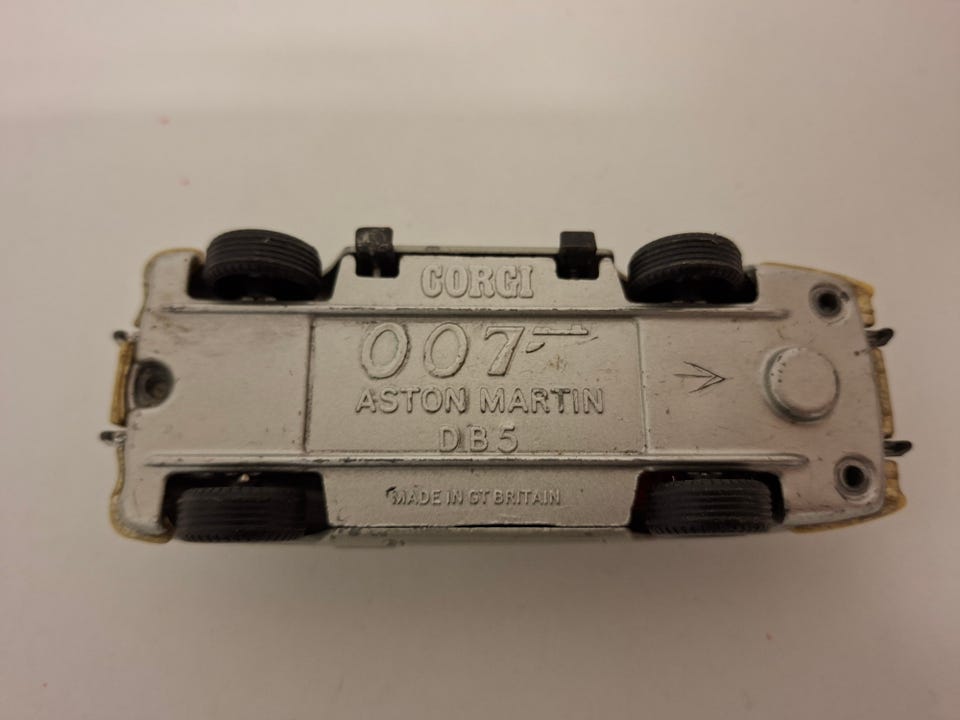 CORGI
007
ASTON MARTIN
DB5
MADE IN GT BRITAIN